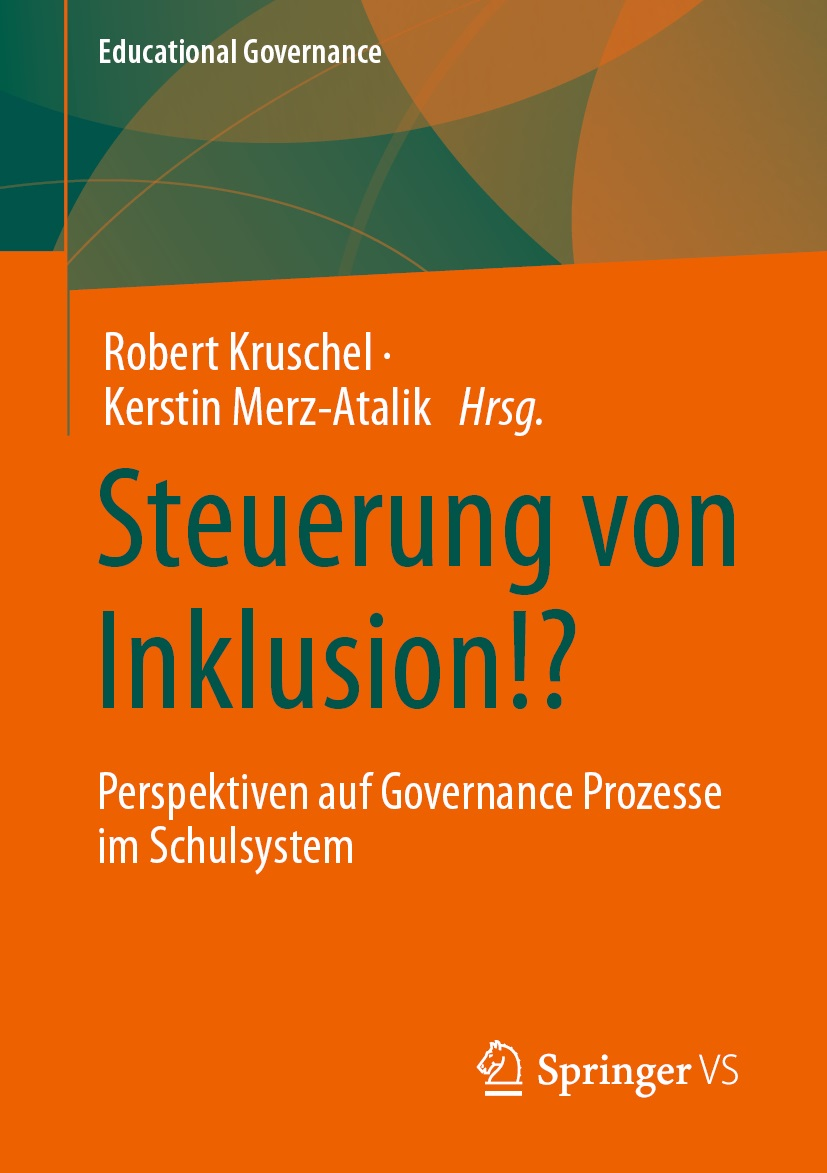 Educational Governance
Robert Kruschel ·
Kerstin Merz-Atalik Hrsg.
Steuerung von
Inklusion!?
Perspektiven auf Governance Prozesse
im Schulsystem
Springer VS